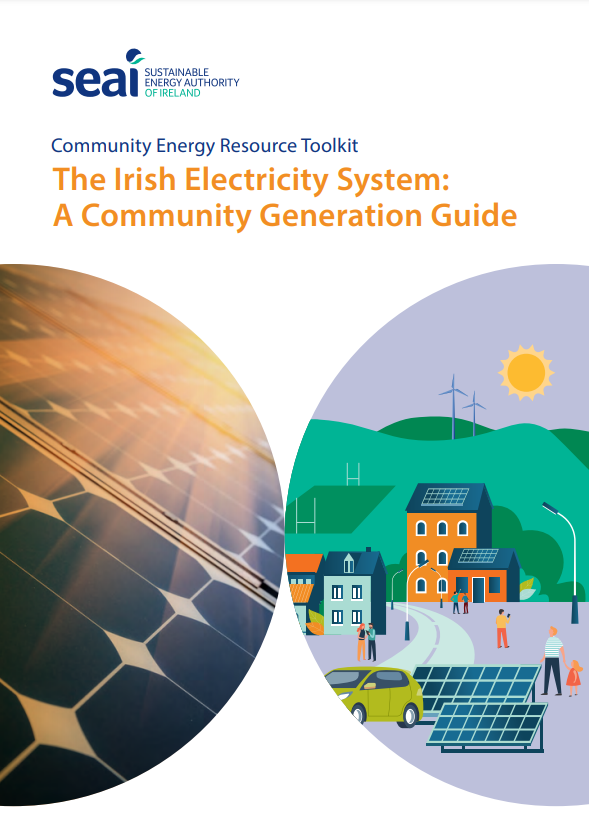 seai
SUSTAINABLE
ENERGY AUTHORITY
OF IRELAND
Community Energy Resource Toolkit
The Irish Electricity System:
A Community Generation Guide